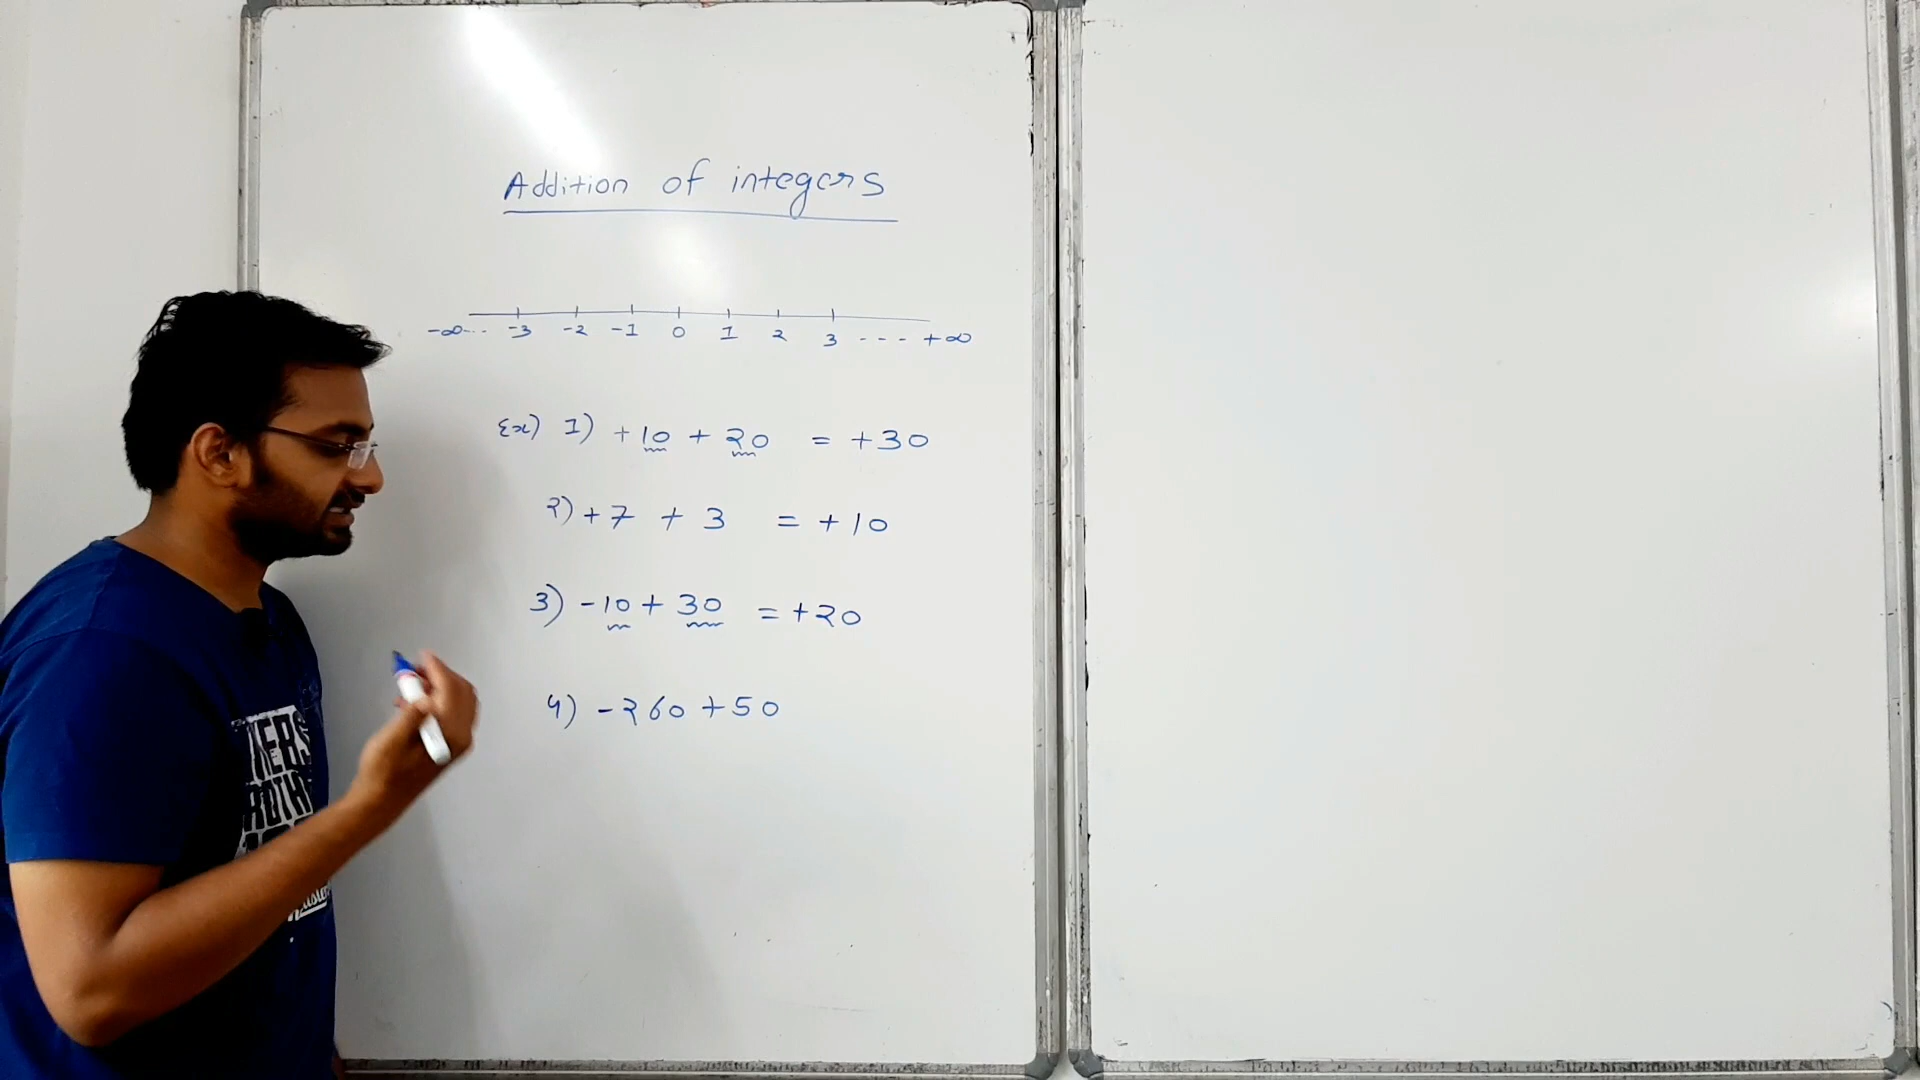 Addition of integers
-∞... -3 -2 -1 0 1 2 3 ---- +∞
Ex) 1) +10 + 20 = +30
2) +7 + 3 = +10
3) -10 + 30 = +20
4) -260 + 50